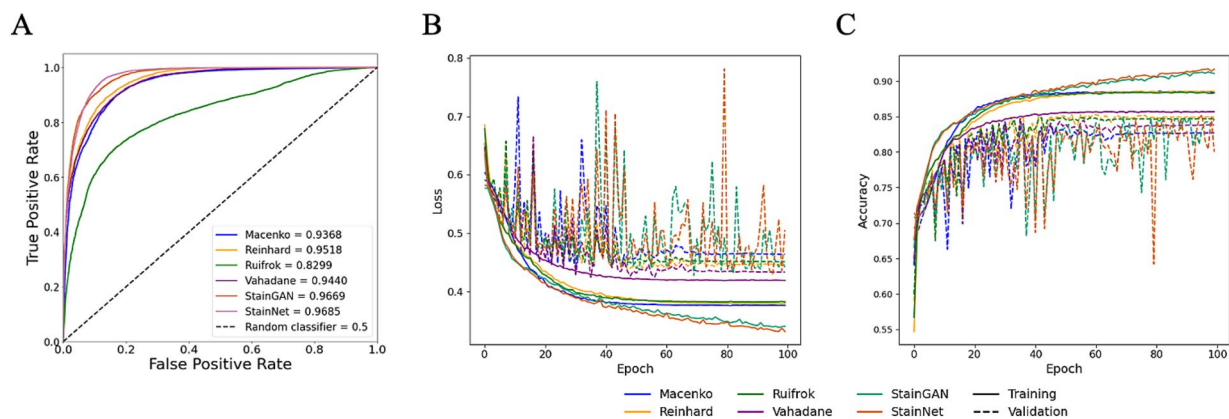 A
True Positive Rate
1.0
0.8
0.6
0.4
0.2
0.0
Macenko = 0.9368
Reinhard = 0.9518
Ruifrok = 0.8299
Vahadane = 0.9440
StainGAN = 0.9669
StainNet = 0.9685
Random classifier = 0.5
0.0 0.2 0.4 0.6 0.8 1.0
False Positive Rate
B
Loss
0.8
0.7
0.6
0.5
0.4
0 20 40 60 80 100
Epoch
C
Accuracy
0.90
0.85
0.80
0.75
0.70
0.65
0.60
0.55
0 20 40 60 80 100
Epoch
Macenko Ruifrok StainGAN Training
Reinhard Vahadane StainNet Validation